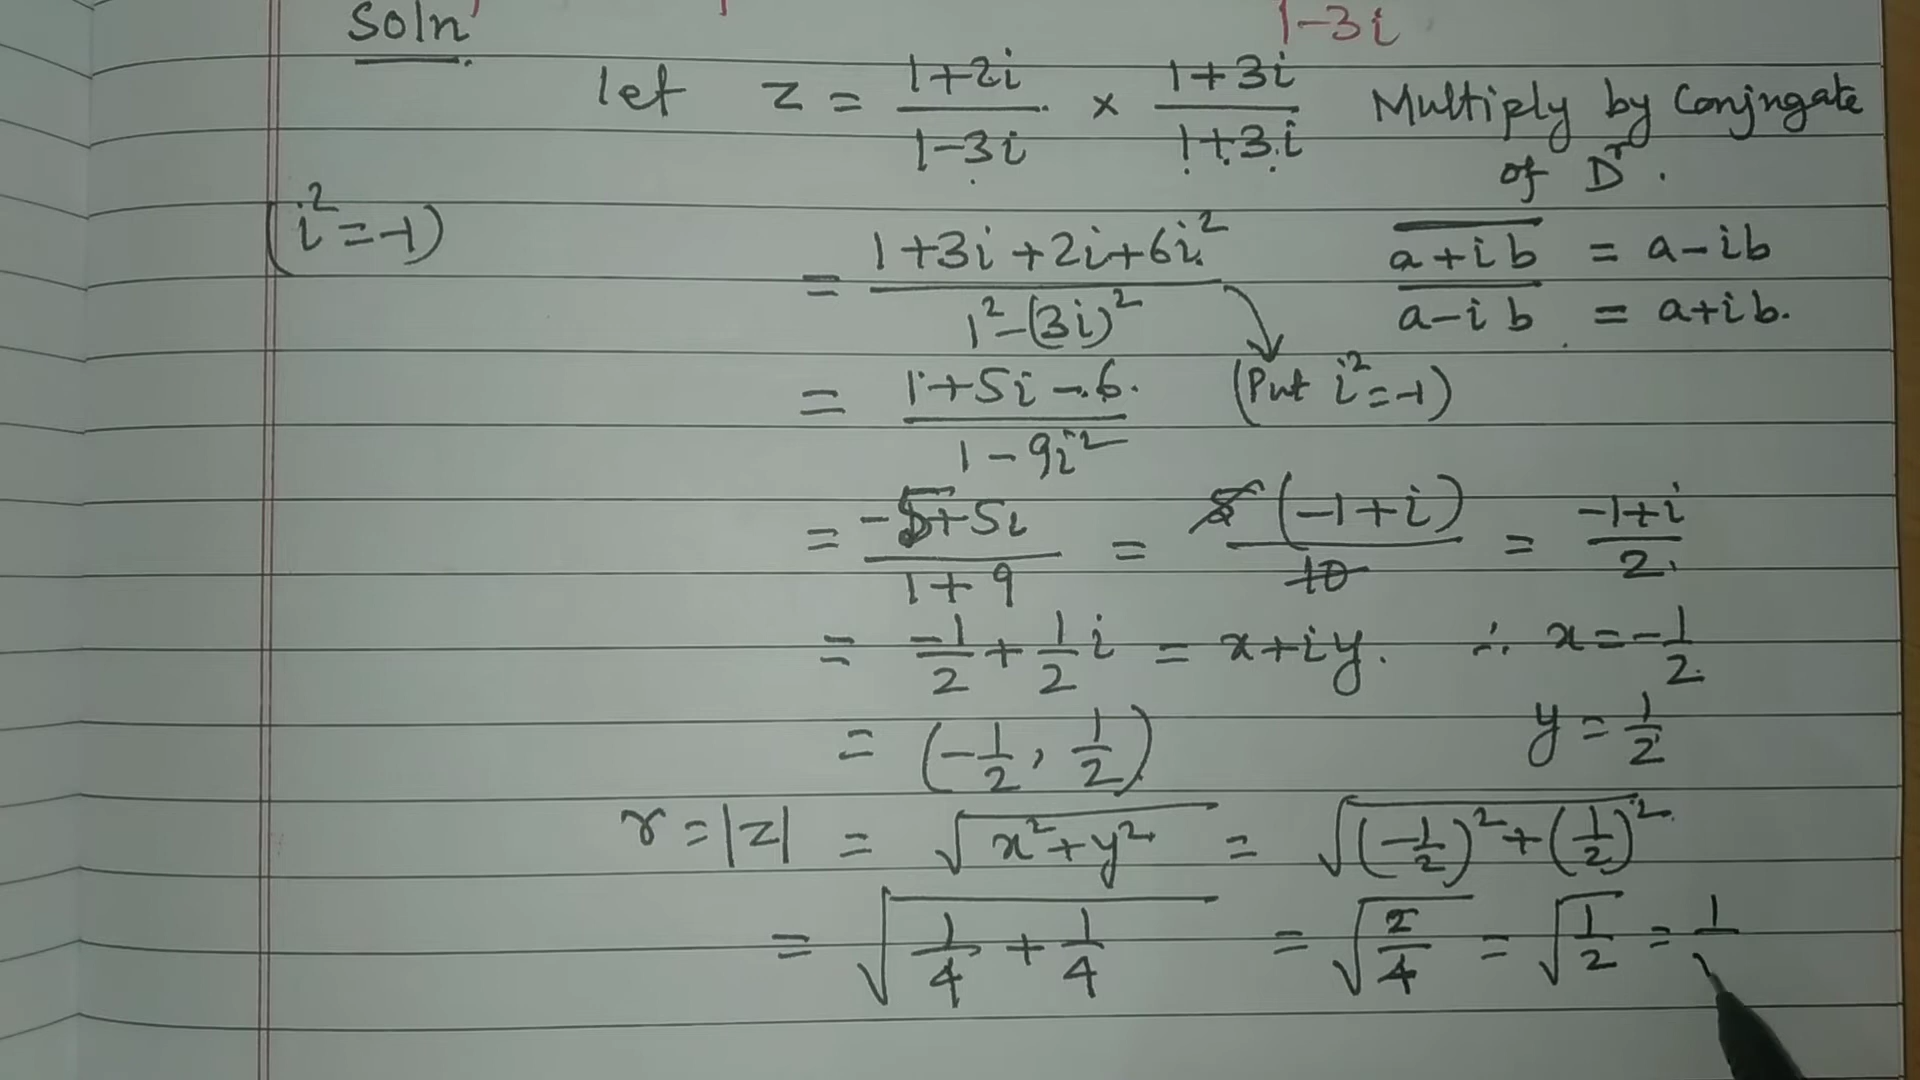 Soln
1-3i
let z = (1+2i)/(1-3i) × (1+3i)/(1+3i) Multiply by Conjugate
of Dʳ.
(i² = -1)
= (1+3i+2i+6i²)/(1²-(3i)²)
\overline{a+ib} = a-ib
\overline{a-ib} = a+ib.
= (1+5i-6)/(1-9i²) (Put i²=-1)
= (-5+5i)/(1+9) = 5(-1+i)/10 = (-1+i)/2
= -1/2 + 1/2 i = x+iy. ∴ x = -1/2
= (-1/2, 1/2) y = 1/2
r = |z| = √(x²+y²) = √((-1/2)²+(1/2)²)
= √(1/4 + 1/4) = √(2/4) = √(1/2) = 1/